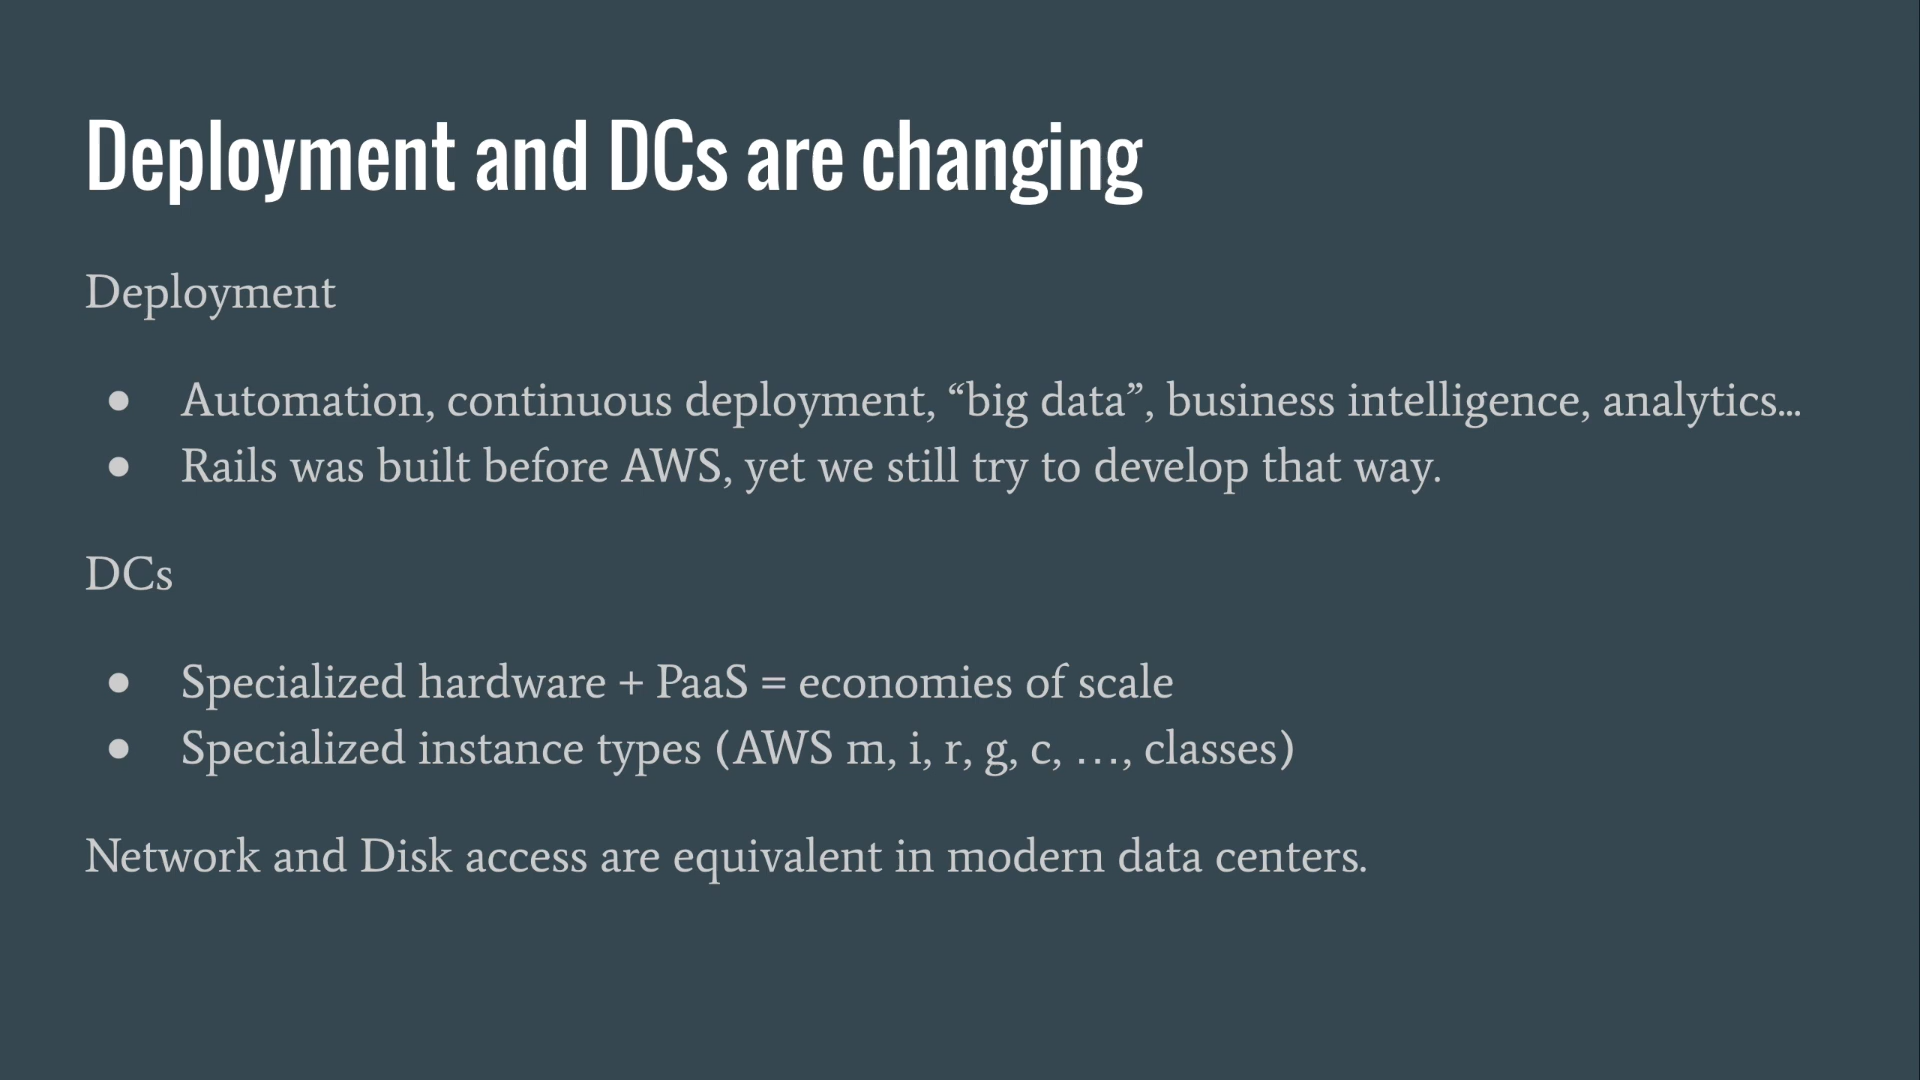 Deployment and DCs are changing
Deployment
● Automation, continuous deployment, “big data”, business intelligence, analytics...
● Rails was built before AWS, yet we still try to develop that way.
DCs
● Specialized hardware + PaaS = economies of scale
● Specialized instance types (AWS m, i, r, g, c, …, classes)
Network and Disk access are equivalent in modern data centers.